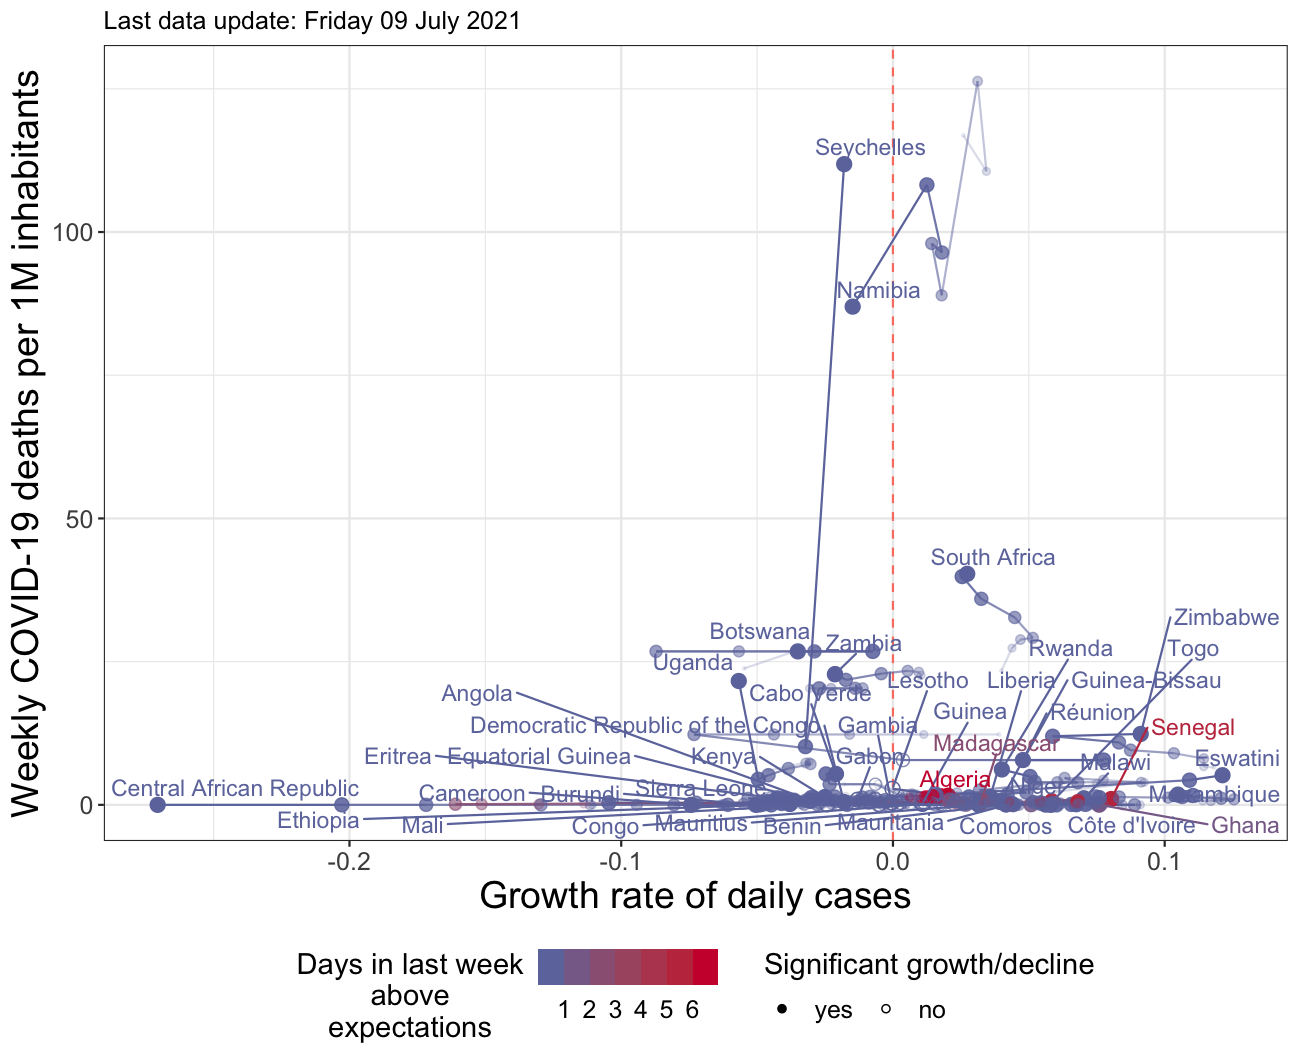 Last data update: Friday 09 July 2021
Weekly COVID-19 deaths per 1M inhabitants
100
50
0
Seychelles
Namibia
South Africa
Zimbabwe
Botswana
Zambia
Rwanda
Togo
Uganda
Angola
Cabo Verde
Lesotho
Liberia
Guinea-Bissau
Guinea
Réunion
Democratic Republic of the Congo
Gambia
Senegal
Madagascar
Eritrea
Equatorial Guinea
Kenya
Gabon
Malawi
Eswatini
Algeria
Niger
Central African Republic
Cameroon
Burundi
Sierra Leone
Mozambique
Ethiopia
Mali
Congo
Mauritius
Benin
Mauritania
Comoros
Côte d'Ivoire
Ghana
-0.2
-0.1
0.0
0.1
Growth rate of daily cases
Days in last week
above
expectations
1 2 3 4 5 6
Significant growth/decline
yes
no